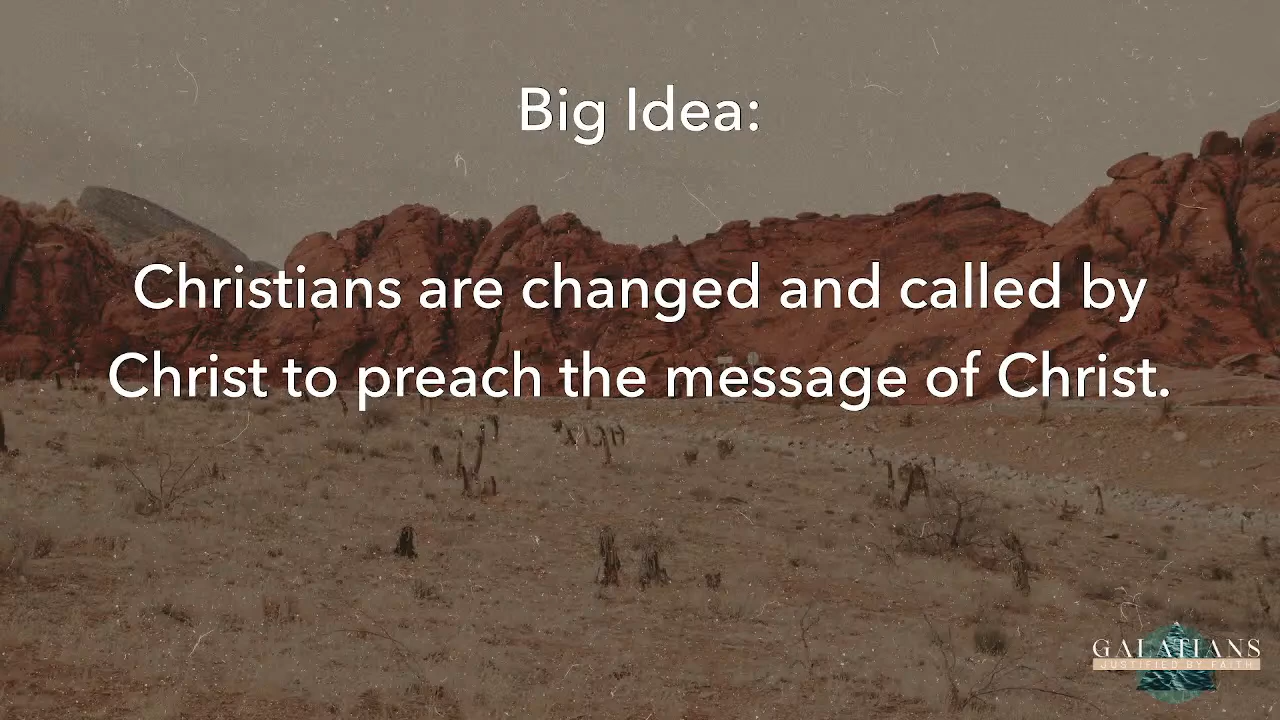 Big Idea:
Christians are changed and called by
Christ to preach the message of Christ.
GALATIANS
JUSTIFIED BY FAITH